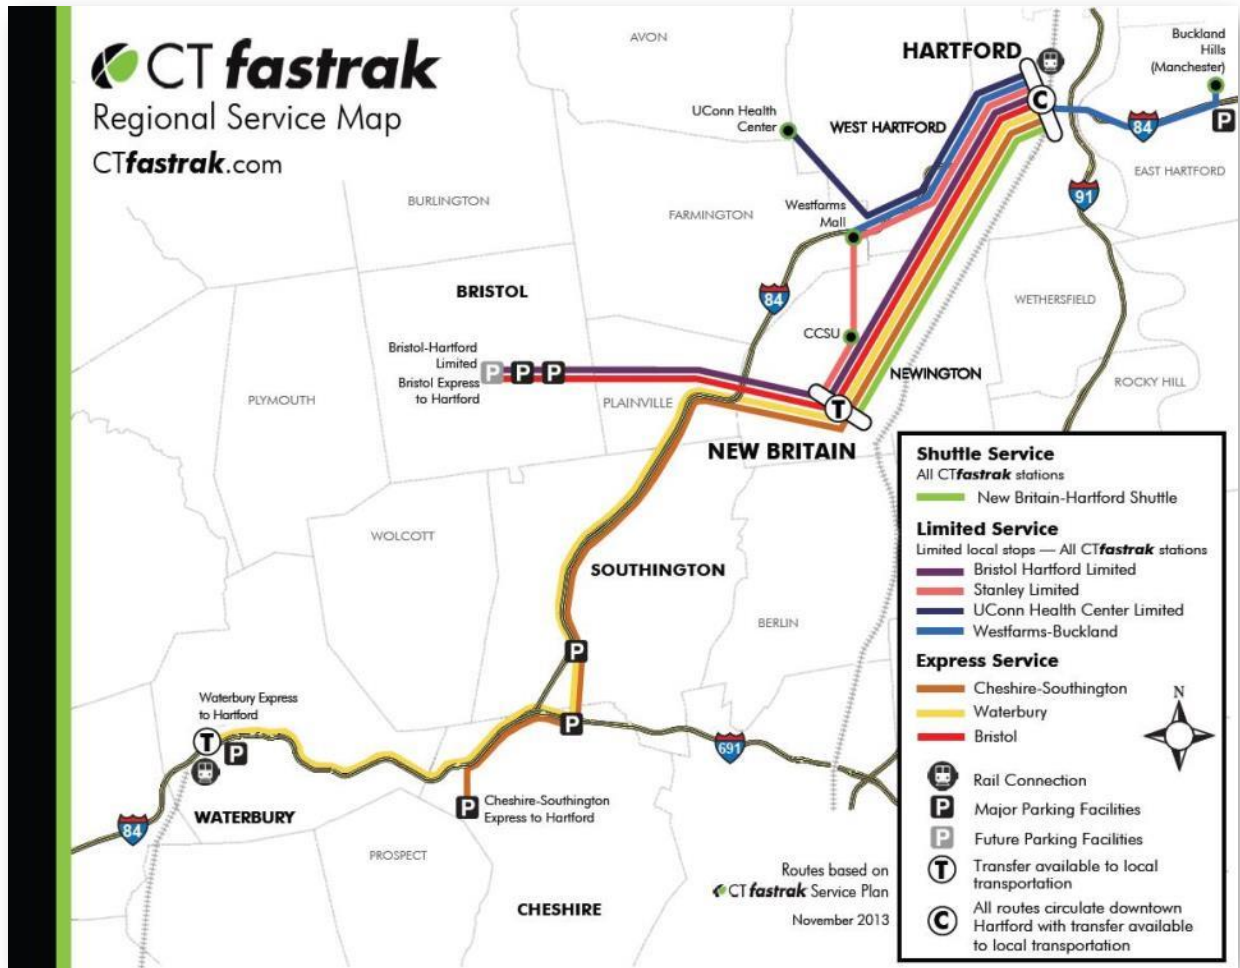 CT fastrak
Regional Service Map
CTfastrak.com
AVON
HARTFORD
Buckland
Hills
(Manchester)
UConn Health
Center
WEST HARTFORD
C
84
P
EAST HARTFORD
BURLINGTON
FARMINGTON
Westfarms
Mall
91
BRISTOL
84
WETHERSFIELD
Bristol-Hartford
Limited
Bristol Express
to Hartford
P
P
P
CCSU
NEWINGTON
PLYMOUTH
PLAINVILLE
T
ROCKY HILL
NEW BRITAIN
WOLCOTT
SOUTHINGTON
BERLIN
P
Waterbury Express
to Hartford
T
P
P
691
84
WATERBURY
P
Cheshire-Southington
Express to Hartford
PROSPECT
CHESHIRE
Routes based on
CT fastrak Service Plan
November 2013
Shuttle Service
All CTfastrak stations
New Britain-Hartford Shuttle
Limited Service
Limited local stops — All CTfastrak stations
Bristol Hartford Limited
Stanley Limited
UConn Health Center Limited
Westfarms-Buckland
Express Service
Cheshire-Southington
Waterbury
Bristol
N
Rail Connection
P Major Parking Facilities
P Future Parking Facilities
T Transfer available to local
transportation
C All routes circulate downtown
Hartford with transfer available
to local transportation